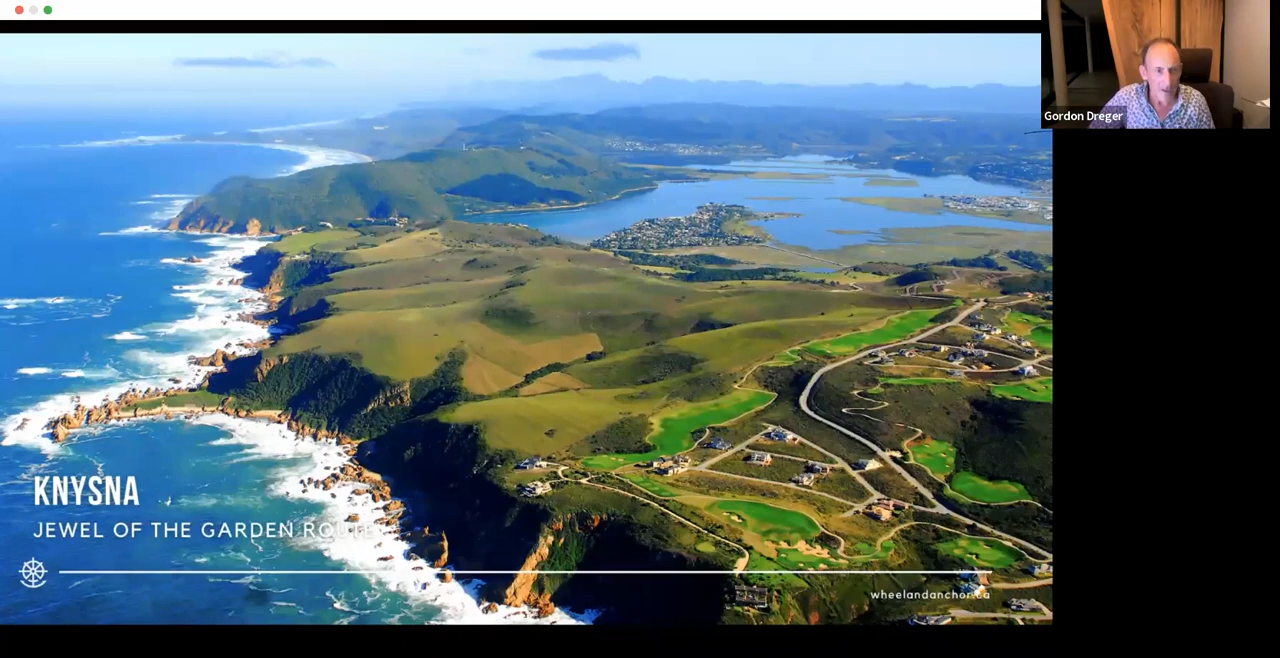 Gordon Dreger
KNYSNA
JEWEL OF THE GARDEN ROUTE
wheelandanchor.ca